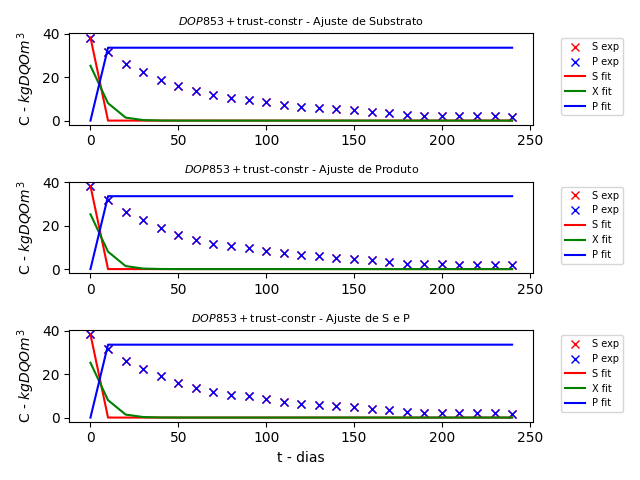 DOP853 + trust-constr - Ajuste de Substrato
C - kgDQOm³
40
20
0
0 50 100 150 200 250
S exp
P exp
S fit
X fit
P fit
DOP853 + trust-constr - Ajuste de Produto
C - kgDQOm³
40
20
0
0 50 100 150 200 250
S exp
P exp
S fit
X fit
P fit
DOP853 + trust-constr - Ajuste de S e P
C - kgDQOm³
40
20
0
0 50 100 150 200 250
t - dias
S exp
P exp
S fit
X fit
P fit